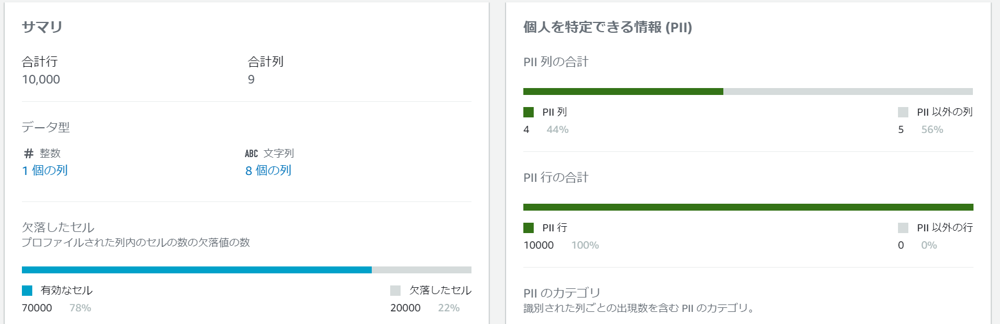 サマリ
合計行
10,000
合計列
9
データ型
# 整数
1 個の列
ABC 文字列
8 個の列
欠落したセル
プロファイルされた列内のセルの数の欠落値の数
有効なセル
70000 78%
欠落したセル
20000 22%
個人を特定できる情報 (PII)
PII 列の合計
PII 列
4 44%
PII 以外の列
5 56%
PII 行の合計
PII 行
10000 100%
PII 以外の行
0 0%
PII のカテゴリ
識別された列ごとの出現数を含む PII のカテゴリ。